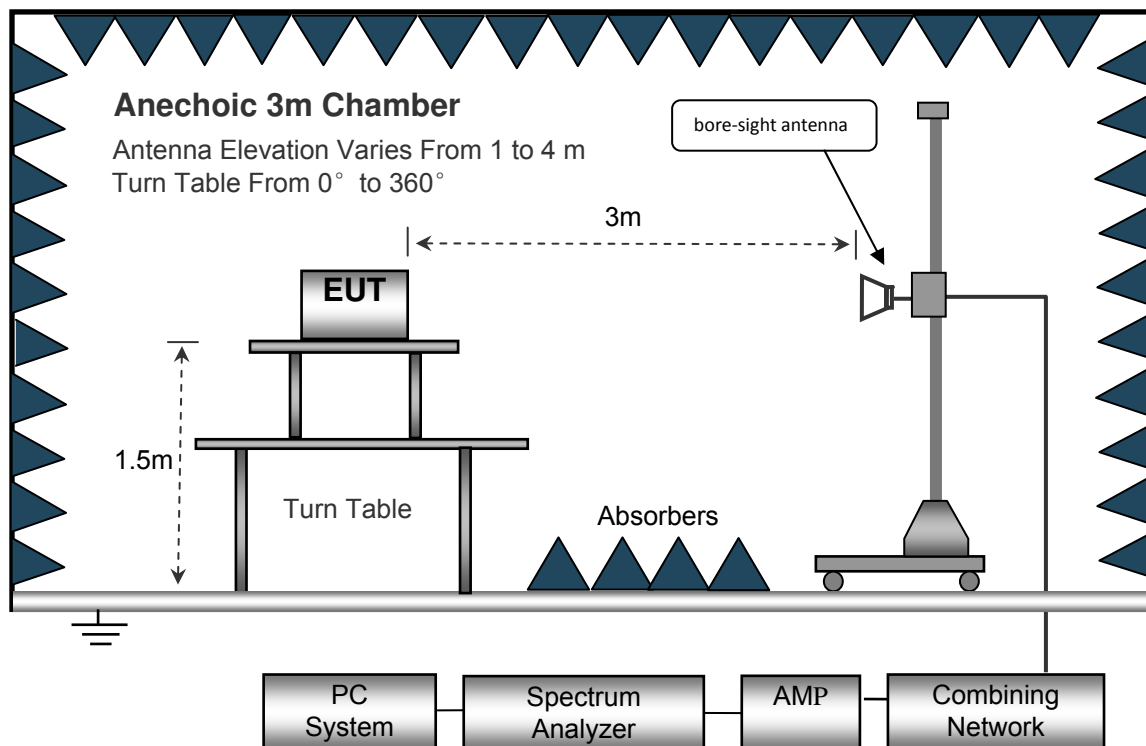 Anechoic 3m Chamber
Antenna Elevation Varies From 1 to 4 m
Turn Table From 0° to 360°
bore-sight antenna
3m
EUT
1.5m
Turn Table
Absorbers
PC
System
Spectrum
Analyzer
AMP
Combining
Network